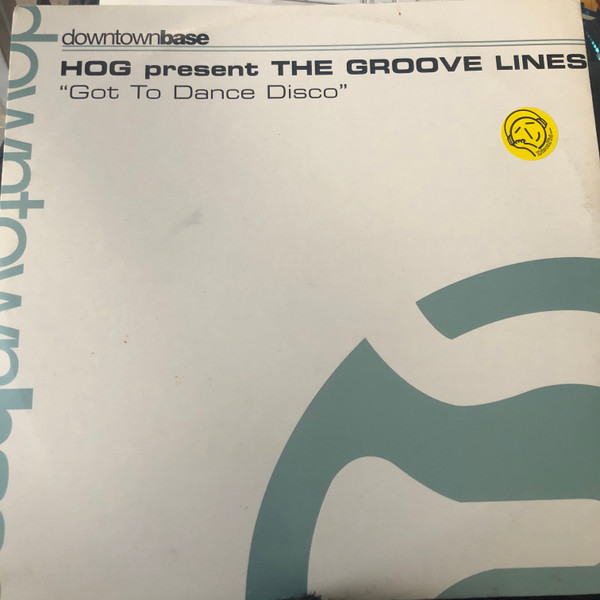 downtownbase
HOG present THE GROOVE LINES
"Got To Dance Disco"
downtownbase